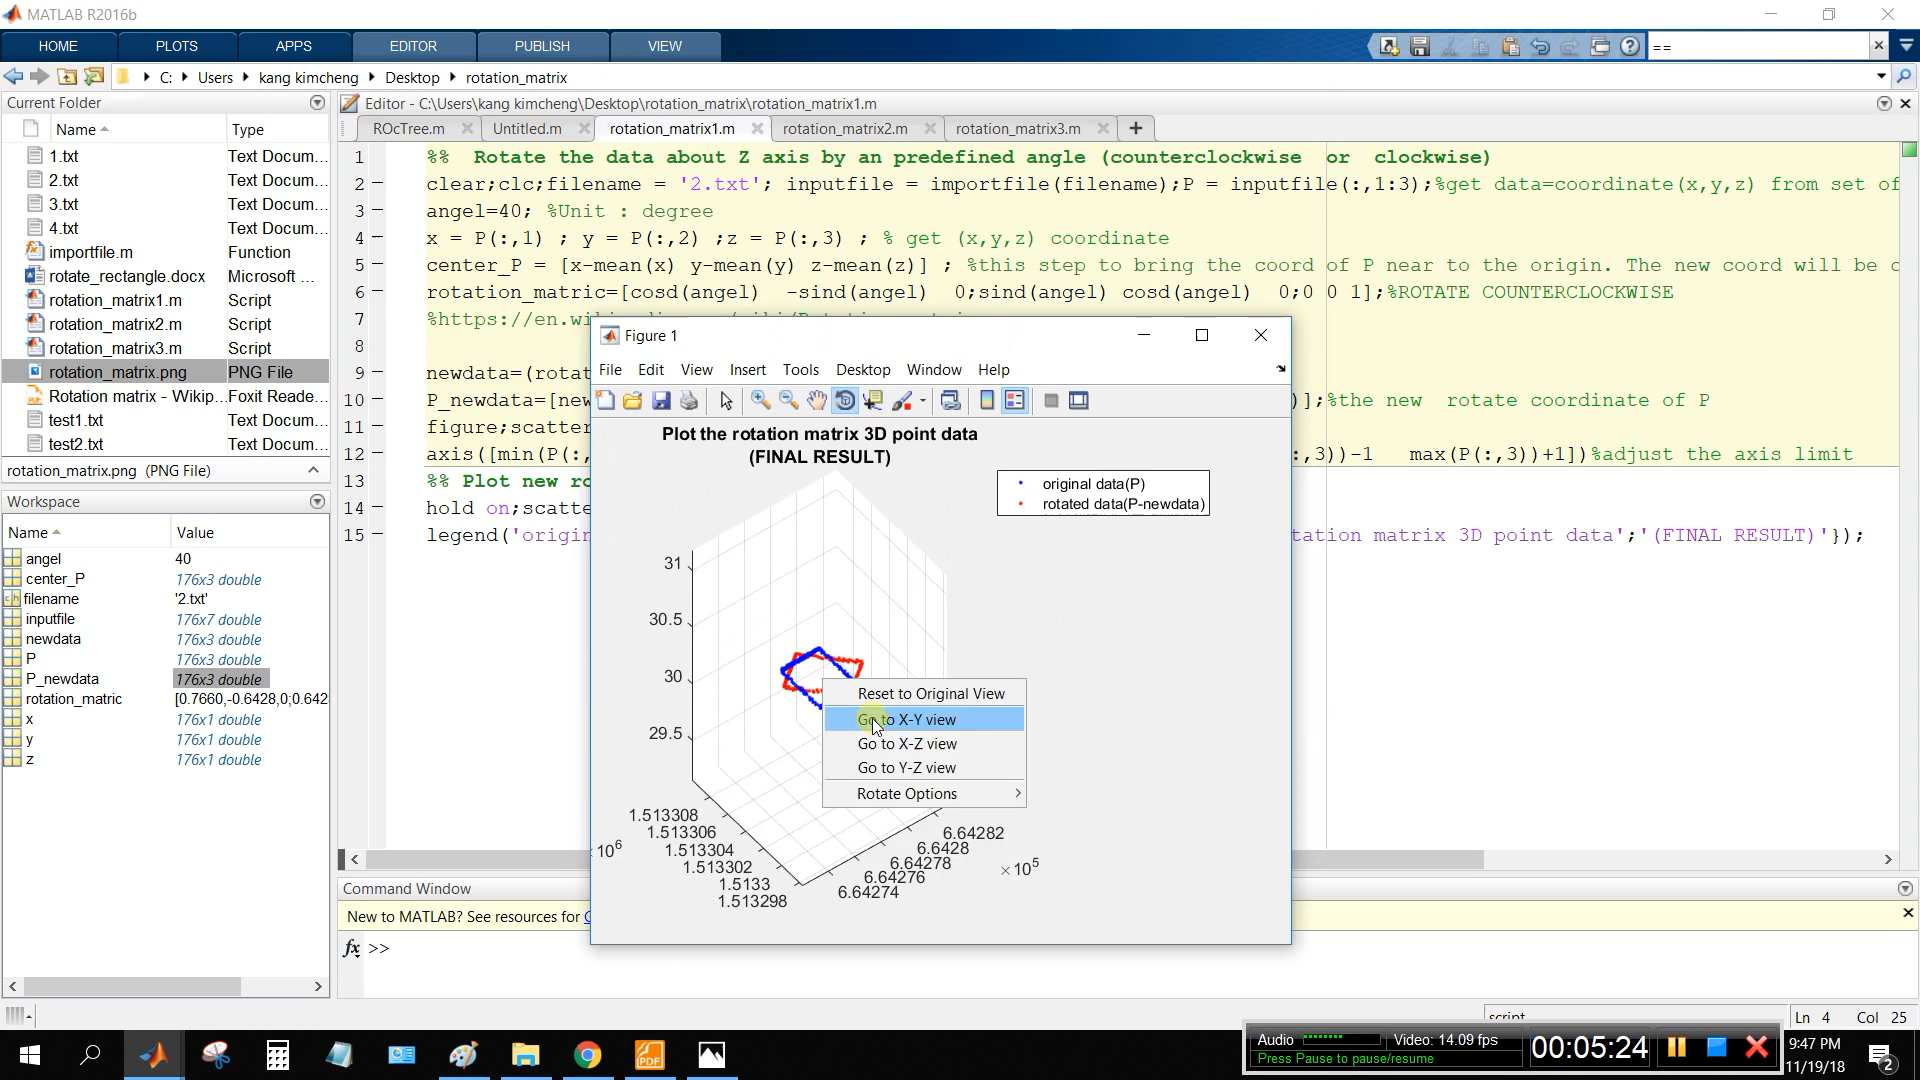 MATLAB R2016b
HOME PLOTS APPS EDITOR PUBLISH VIEW ==
C: Users kang kimcheng Desktop rotation_matrix
Current Folder
Name Type
1.txt Text Docum...
2.txt Text Docum...
3.txt Text Docum...
4.txt Text Docum...
importfile.m Function
rotate_rectangle.docx Microsoft ...
rotation_matrix1.m Script
rotation_matrix2.m Script
rotation_matrix3.m Script
rotation_matrix.png PNG File
Rotation matrix - Wikip... Foxit Reade...
test1.txt Text Docum...
test2.txt Text Docum...
rotation_matrix.png (PNG File)
Workspace
Name Value
angel 40
center_P 176x3 double
filename '2.txt'
inputfile 176x7 double
newdata 176x3 double
P 176x3 double
P_newdata 176x3 double
rotation_matric [0.7660,-0.6428,0;0.642
x 176x1 double
y 176x1 double
z 176x1 double
Editor - C:\Users\kang kimcheng\Desktop\rotation_matrix\rotation_matrix1.m
ROcTree.m Untitled.m rotation_matrix1.m rotation_matrix2.m rotation_matrix3.m
1 %% Rotate the data about Z axis by an predefined angle (counterclockwise or clockwise)
2 clear;clc;filename = '2.txt'; inputfile = importfile(filename);P = inputfile(:,1:3);%get data=coordinate(x,y,z) from set of
3 angel=40; %Unit : degree
4 x = P(:,1) ; y = P(:,2) ;z = P(:,3) ; % get (x,y,z) coordinate
5 center_P = [x-mean(x) y-mean(y) z-mean(z)] ; %this step to bring the coord of P near to the origin. The new coord will be c
6 rotation_matric=[cosd(angel) -sind(angel) 0;sind(angel) cosd(angel) 0;0 0 1];%ROTATE COUNTERCLOCKWISE
7 %https://en.wi
8
9 newdata=(rotat
10 P_newdata=[new )];%the new rotate coordinate of P
11 figure;scatter
12 axis([min(P(:, :,3))-1 max(P(:,3))+1])%adjust the axis limit
13 %% Plot new ro
14 hold on;scatte
15 legend('origin tation matrix 3D point data';'(FINAL RESULT)'});
Figure 1
File Edit View Insert Tools Desktop Window Help
Plot the rotation matrix 3D point data
(FINAL RESULT)
original data(P)
rotated data(P-newdata)
31
30.5
30
29.5
Reset to Original View
Go to X-Y view
Go to X-Z view
Go to Y-Z view
Rotate Options
1.513308
1.513306
1.513304
1.513302
1.5133
1.513298
10⁶
6.64282
6.6428
6.64278
6.64276
6.64274
×10⁵
Command Window
New to MATLAB? See resources for
fx >>
script Ln 4 Col 25
Audio Video: 14.09 fps
Press Pause to pause/resume
00:05:24
9:47 PM
11/19/18
2
PDF